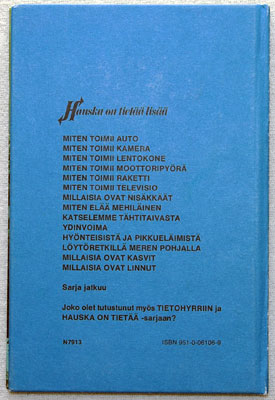 Hauska on tietää lisää
MITEN TOIMII AUTO
MITEN TOIMII KAMERA
MITEN TOIMII LENTOKONE
MITEN TOIMII MOOTTORIPYÖRÄ
MITEN TOIMII RAKETTI
MITEN TOIMII TELEVISIO
MILLAISIA OVAT NISÄKKÄÄT
MITEN ELÄÄ MEHILÄINEN
KATSELEMME TÄHTITAIVASTA
YDINVOIMA
HYÖNTEISISTÄ JA PIKKUELÄIMISTÄ
LÖYTÖRETKILLÄ MEREN POHJALLA
MILLAISIA OVAT KASVIT
MILLAISIA OVAT LINNUT
Sarja jatkuu
Joko olet tutustunut myös TIETOHYRRIIN ja
HAUSKA ON TIETÄÄ -sarjaan?
N7913 ISBN 951-0-06106-8